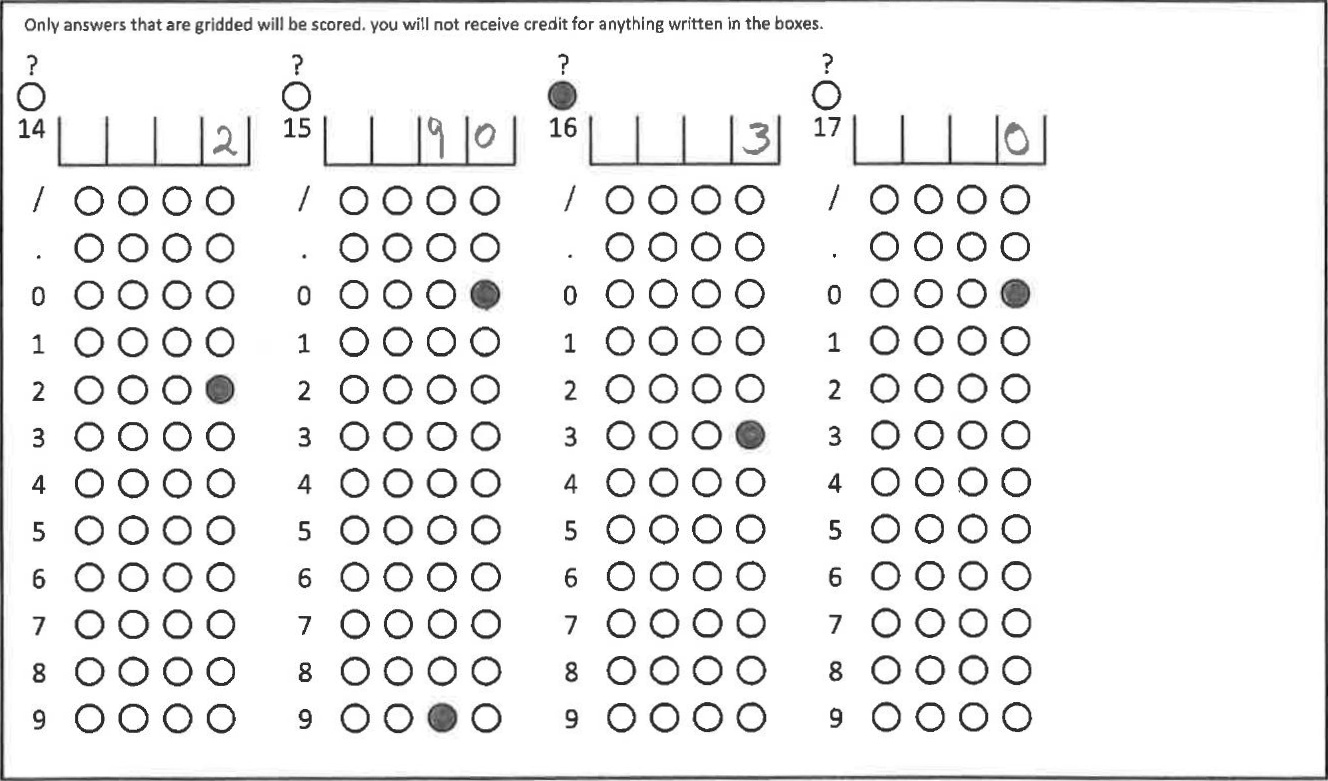 Only answers that are gridded will be scored. you will not receive credit for anything written in the boxes.
? ? ? ?
14 2 15 9 0 16 3 17 0
/ / / /
. . . .
0 0 0 0
1 1 1 1
2 2 2 2
3 3 3 3
4 4 4 4
5 5 5 5
6 6 6 6
7 7 7 7
8 8 8 8
9 9 9 9